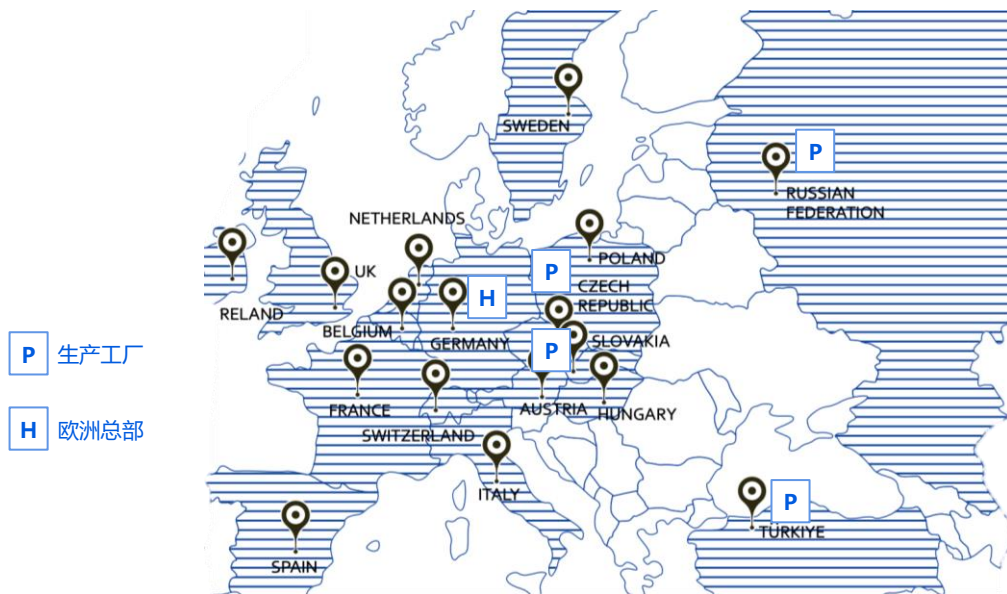 SWEDEN
P
RUSSIAN
FEDERATION
NETHERLANDS
POLAND
UK
P
CZECH
REPUBLIC
H
RELAND
BELGIUM
GERMANY
SLOVAKIA
P
P 生产工厂
FRANCE
AUSTRIA
HUNGARY
H 欧洲总部
SWITZERLAND
ITALY
P
TÜRKIYE
SPAIN